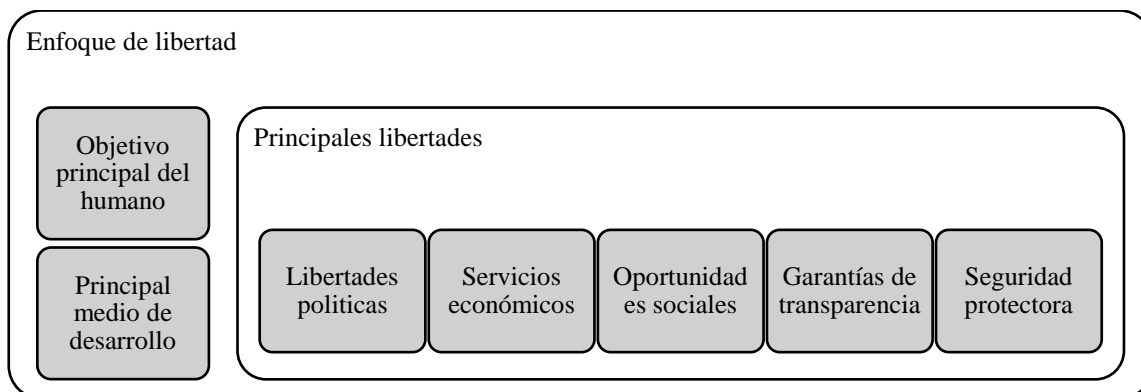 Enfoque de libertad
Objetivo
principal del
humano
Principal
medio de
desarrollo
Principales libertades
Libertades
politicas
Servicios
económicos
Oportunidad
es sociales
Garantías de
transparencia
Seguridad
protectora